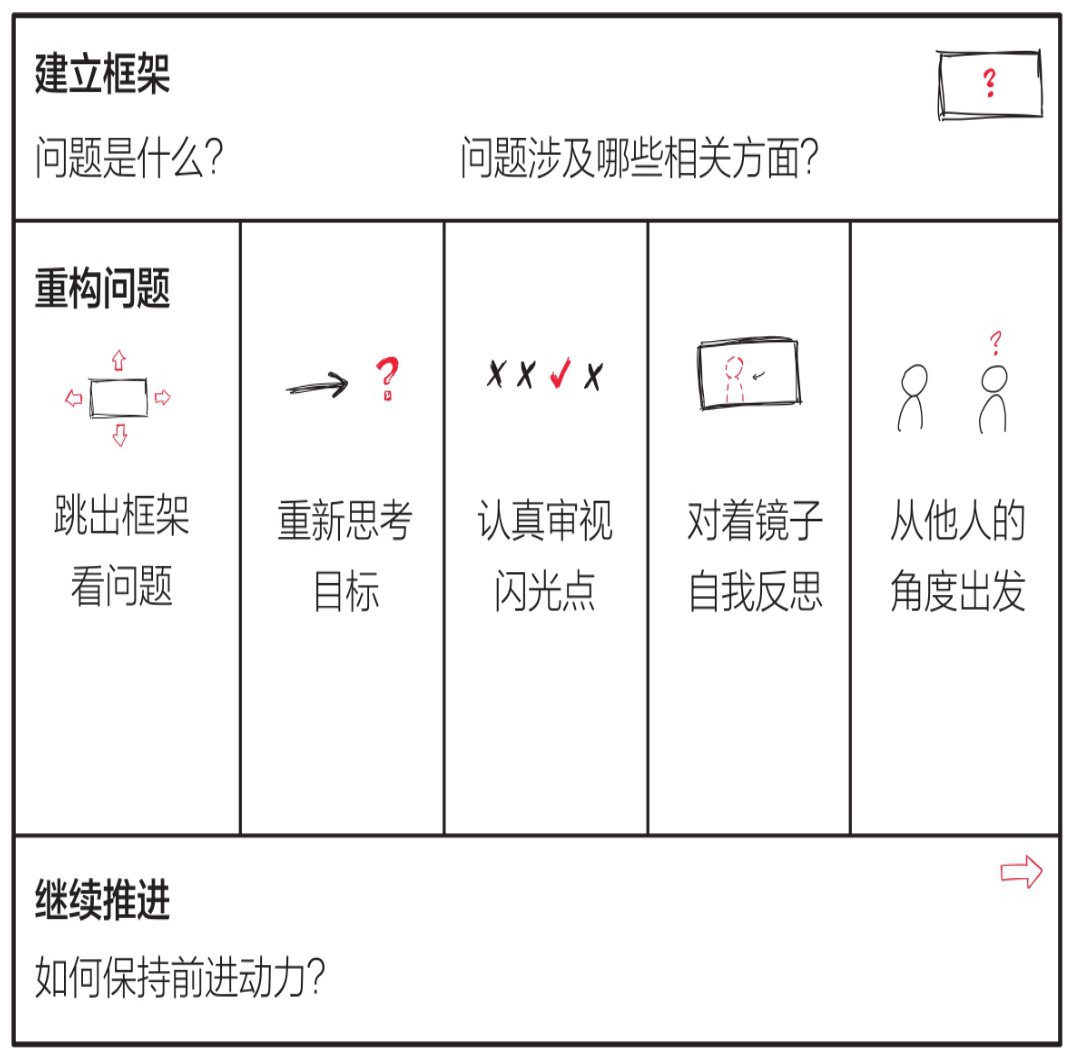 建立框架
?
问题是什么？
问题涉及哪些相关方面？
重构问题
?
?
跳出框架
看问题
重新思考
目标
认真审视
闪光点
对着镜子
自我反思
从他人的
角度出发
继续推进
如何保持前进动力？